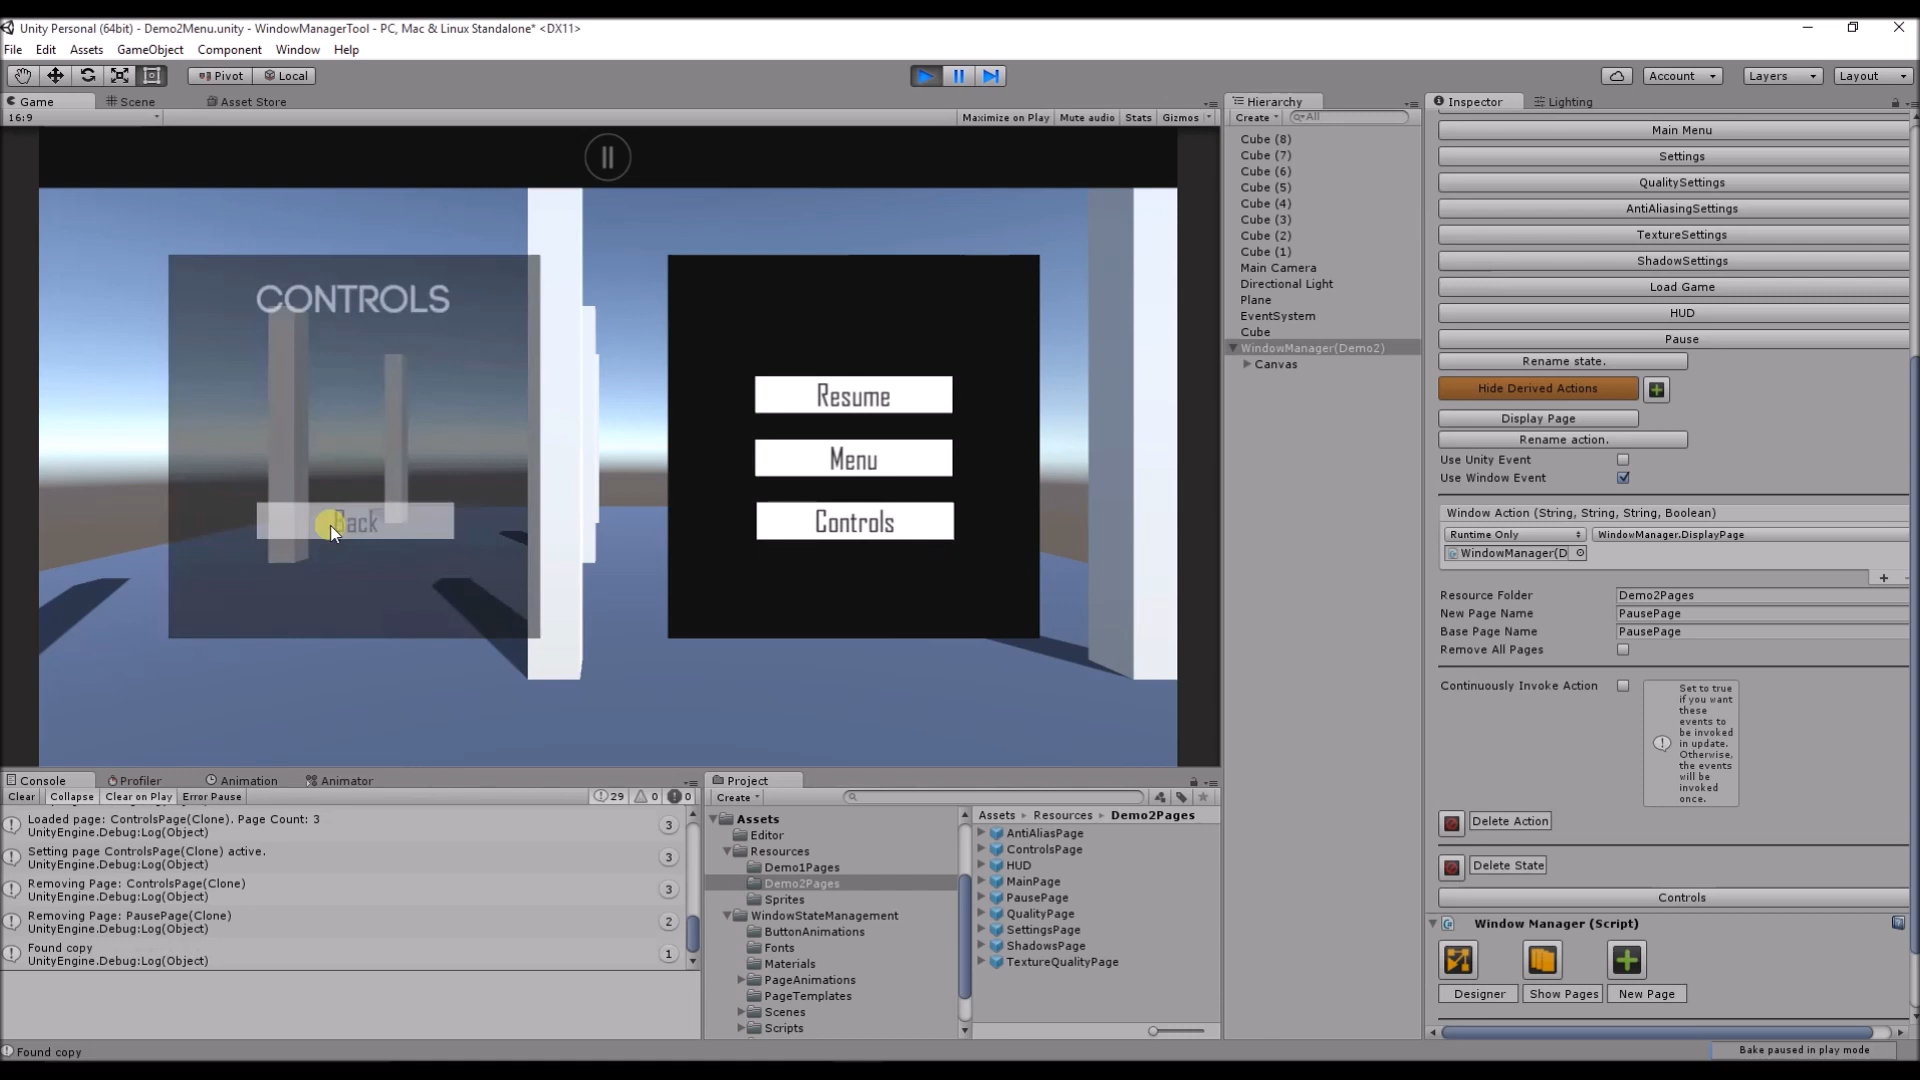 Unity Personal (64bit) - Demo2Menu.unity - WindowManagerTool - PC, Mac & Linux Standalone* <DX11>
File Edit Assets GameObject Component Window Help
Pivot Local Account Layers Layout
Game Scene Asset Store
16:9 Maximize on Play Mute audio Stats Gizmos
CONTROLS
Back
Resume
Menu
Controls
Hierarchy
Create All
Cube (8)
Cube (7)
Cube (6)
Cube (5)
Cube (4)
Cube (3)
Cube (2)
Cube (1)
Main Camera
Directional Light
Plane
EventSystem
Cube
WindowManager(Demo2)
Canvas
Inspector Lighting
Main Menu
Settings
QualitySettings
AntiAliasingSettings
TextureSettings
ShadowSettings
Load Game
HUD
Pause
Rename state.
Hide Derived Actions
Display Page
Rename action.
Use Unity Event
Use Window Event
Window Action (String, String, String, Boolean)
Runtime Only WindowManager.DisplayPage
WindowManager(D
Resource Folder Demo2Pages
New Page Name PausePage
Base Page Name PausePage
Remove All Pages
Continuously Invoke Action
Set to true
if you want
these
events to
be invoked
in update.
Otherwise,
the events
will be
invoked
once.
Delete Action
Delete State
Controls
Window Manager (Script)
Designer Show Pages New Page
Console Profiler Animation Animator
Clear Collapse Clear on Play Error Pause 29 0 0
Loaded page: ControlsPage(Clone). Page Count: 3
UnityEngine.Debug:Log(Object) 3
Setting page ControlsPage(Clone) active.
UnityEngine.Debug:Log(Object) 3
Removing Page: ControlsPage(Clone)
UnityEngine.Debug:Log(Object) 3
Removing Page: PausePage(Clone)
UnityEngine.Debug:Log(Object) 2
Found copy
UnityEngine.Debug:Log(Object) 1
Project
Create
Assets
Editor
Resources
Demo1Pages
Demo2Pages
Sprites
WindowStateManagement
ButtonAnimations
Fonts
Materials
PageAnimations
PageTemplates
Scenes
Scripts
Assets Resources Demo2Pages
AntiAliasPage
ControlsPage
HUD
MainPage
PausePage
QualityPage
SettingsPage
ShadowsPage
TextureQualityPage
Found copy
Bake paused in play mode